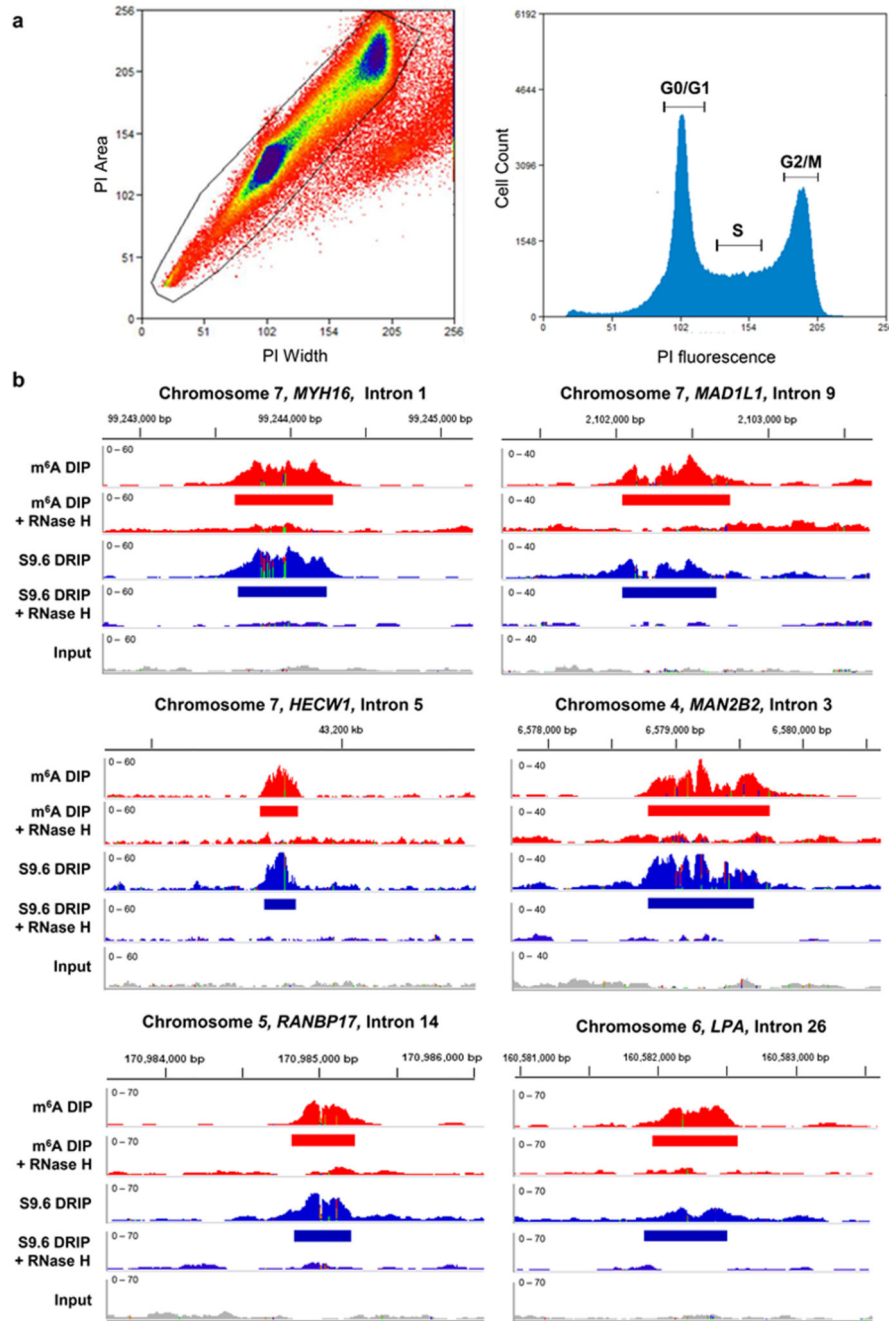 a
256
205
154
102
51
0
PI Area
0 51 102 154 205 256
PI Width
6192
4644
3096
1548
0
Cell Count
G0/G1
G2/M
S
0 51 102 154 205 256
PI fluorescence
b
Chromosome 7, MYH16, Intron 1
99,243,000 bp 99,244,000 bp 99,245,000 bp
m⁶A DIP
0 – 60
m⁶A DIP + RNase H
0 – 60
S9.6 DRIP
0 – 60
S9.6 DRIP + RNase H
0 – 60
Input
0 – 60
Chromosome 7, MAD1L1, Intron 9
2,102,000 bp 2,103,000 bp
0 – 40
0 – 40
0 – 40
0 – 40
0 – 40
Chromosome 7, HECW1, Intron 5
43,200 kb
m⁶A DIP
0 – 60
m⁶A DIP + RNase H
0 – 60
S9.6 DRIP
0 – 60
S9.6 DRIP + RNase H
0 – 60
Input
0 – 60
Chromosome 4, MAN2B2, Intron 3
6,578,000 bp 6,579,000 bp 6,580,000 bp
0 – 40
0 – 40
0 – 40
0 – 40
0 – 40
Chromosome 5, RANBP17, Intron 14
170,984,000 bp 170,985,000 bp 170,986,000 bp
m⁶A DIP
0 – 70
m⁶A DIP + RNase H
0 – 70
S9.6 DRIP
0 – 70
S9.6 DRIP + RNase H
0 – 70
Input
0 – 70
Chromosome 6, LPA, Intron 26
160,581,000 bp 160,582,000 bp 160,583,000 bp
0 – 70
0 – 70
0 – 70
0 – 70
0 – 70